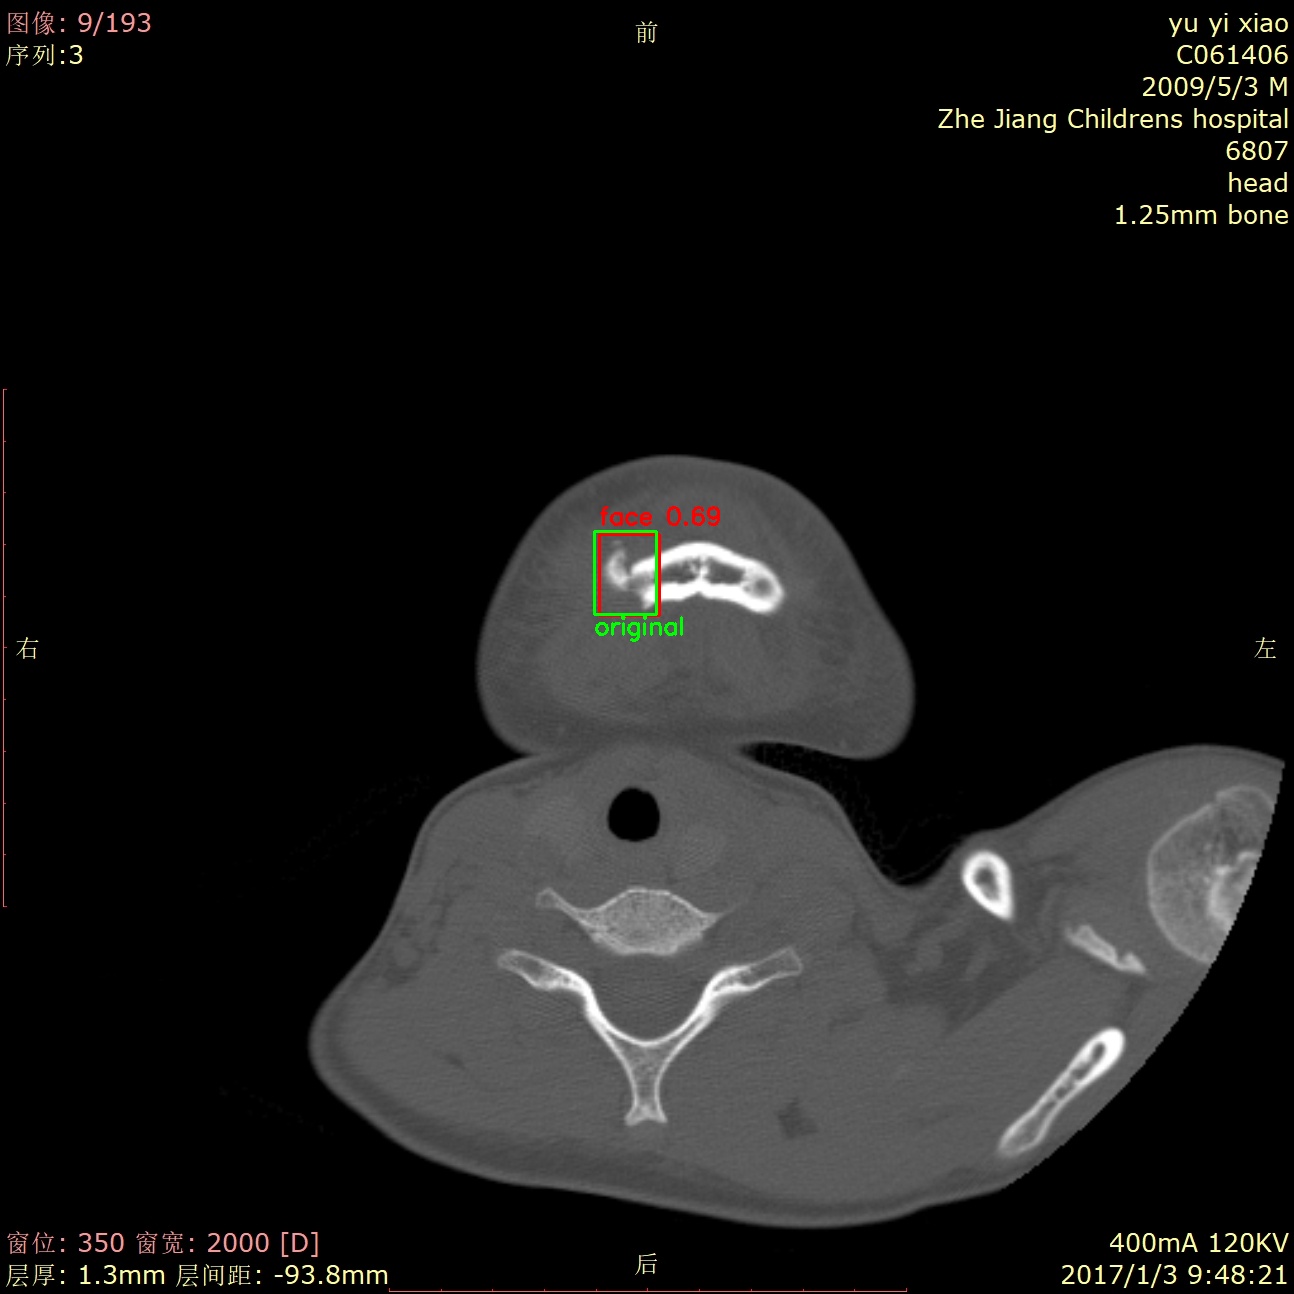 图像: 9/193
序列:3
前
yu yi xiao
C061406
2009/5/3 M
Zhe Jiang Childrens hospital
6807
head
1.25mm bone
face 0.69
original
右
左
窗位: 350 窗宽: 2000 [D]
层厚: 1.3mm 层间距: -93.8mm
后
400mA 120KV
2017/1/3 9:48:21